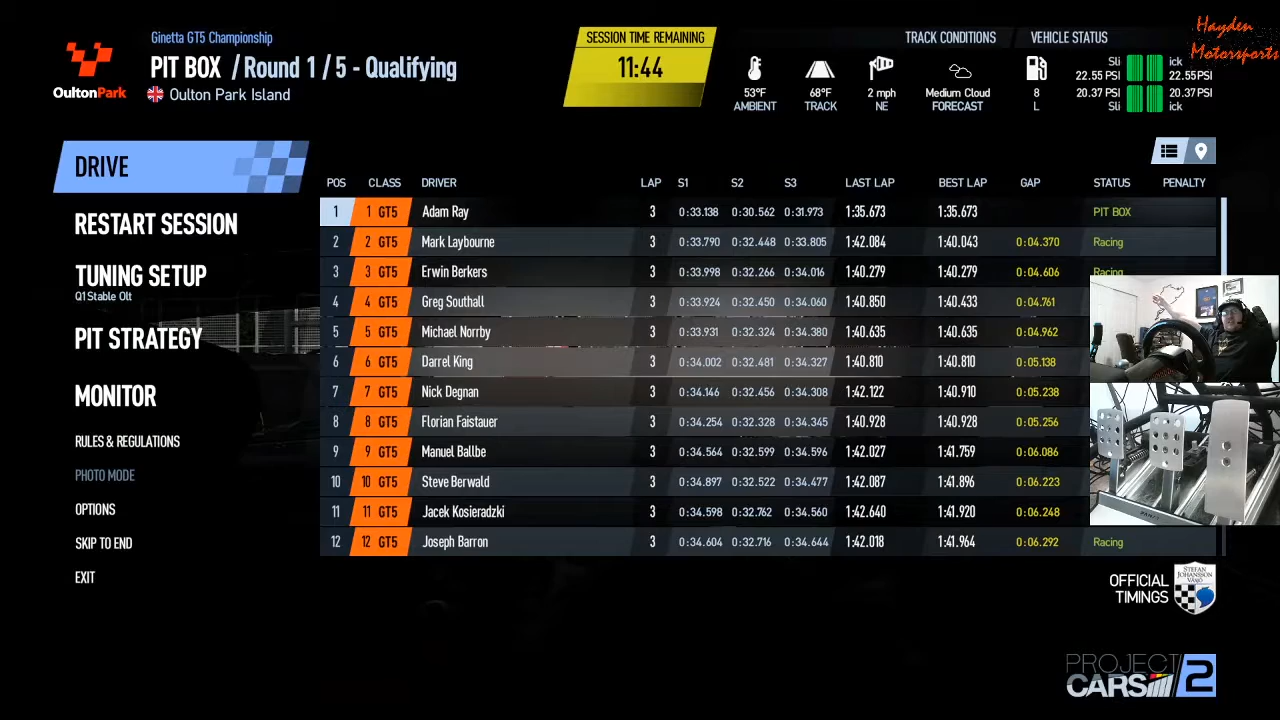 Hayden
Motorsports
OultonPark
Ginetta GT5 Championship
PIT BOX / Round 1 / 5 - Qualifying
Oulton Park Island
SESSION TIME REMAINING
11:44
TRACK CONDITIONS
VEHICLE STATUS
53°F
AMBIENT
68°F
TRACK
2 mph
NE
Medium Cloud
FORECAST
8
L
Sli ick
22.55 PSI 22.55PSI
20.37 PSI 20.37 PSI
Sli ick
DRIVE
RESTART SESSION
TUNING SETUP
Q1 Stable Olt
PIT STRATEGY
MONITOR
RULES & REGULATIONS
PHOTO MODE
OPTIONS
SKIP TO END
EXIT
POS CLASS DRIVER LAP S1 S2 S3 LAST LAP BEST LAP GAP STATUS PENALTY
1 1 GT5 Adam Ray 3 0:33.138 0:30.562 0:31.973 1:35.673 1:35.673 PIT BOX
2 2 GT5 Mark Laybourne 3 0:33.790 0:32.448 0:33.805 1:42.084 1:40.043 0:04.370 Racing
3 3 GT5 Erwin Berkers 3 0:33.998 0:32.266 0:34.016 1:40.279 1:40.279 0:04.606 Racing
4 4 GT5 Greg Southall 3 0:33.924 0:32.450 0:34.060 1:40.850 1:40.433 0:04.761
5 5 GT5 Michael Norrby 3 0:33.931 0:32.324 0:34.380 1:40.635 1:40.635 0:04.962
6 6 GT5 Darrel King 3 0:34.002 0:32.481 0:34.327 1:40.810 1:40.810 0:05.138
7 7 GT5 Nick Degnan 3 0:34.146 0:32.456 0:34.308 1:42.122 1:40.910 0:05.238
8 8 GT5 Florian Faistauer 3 0:34.254 0:32.328 0:34.345 1:40.928 1:40.928 0:05.256
9 9 GT5 Manuel Ballbe 3 0:34.564 0:32.599 0:34.596 1:42.027 1:41.759 0:06.086
10 10 GT5 Steve Berwald 3 0:34.897 0:32.522 0:34.477 1:42.087 1:41.896 0:06.223
11 11 GT5 Jacek Kosieradzki 3 0:34.598 0:32.762 0:34.560 1:42.640 1:41.920 0:06.248
12 12 GT5 Joseph Barron 3 0:34.604 0:32.716 0:34.644 1:42.018 1:41.964 0:06.292 Racing
OFFICIAL
TIMINGS
STEFAN
JOHANSSON
VÄXJÖ
PROJECT
CARS 2